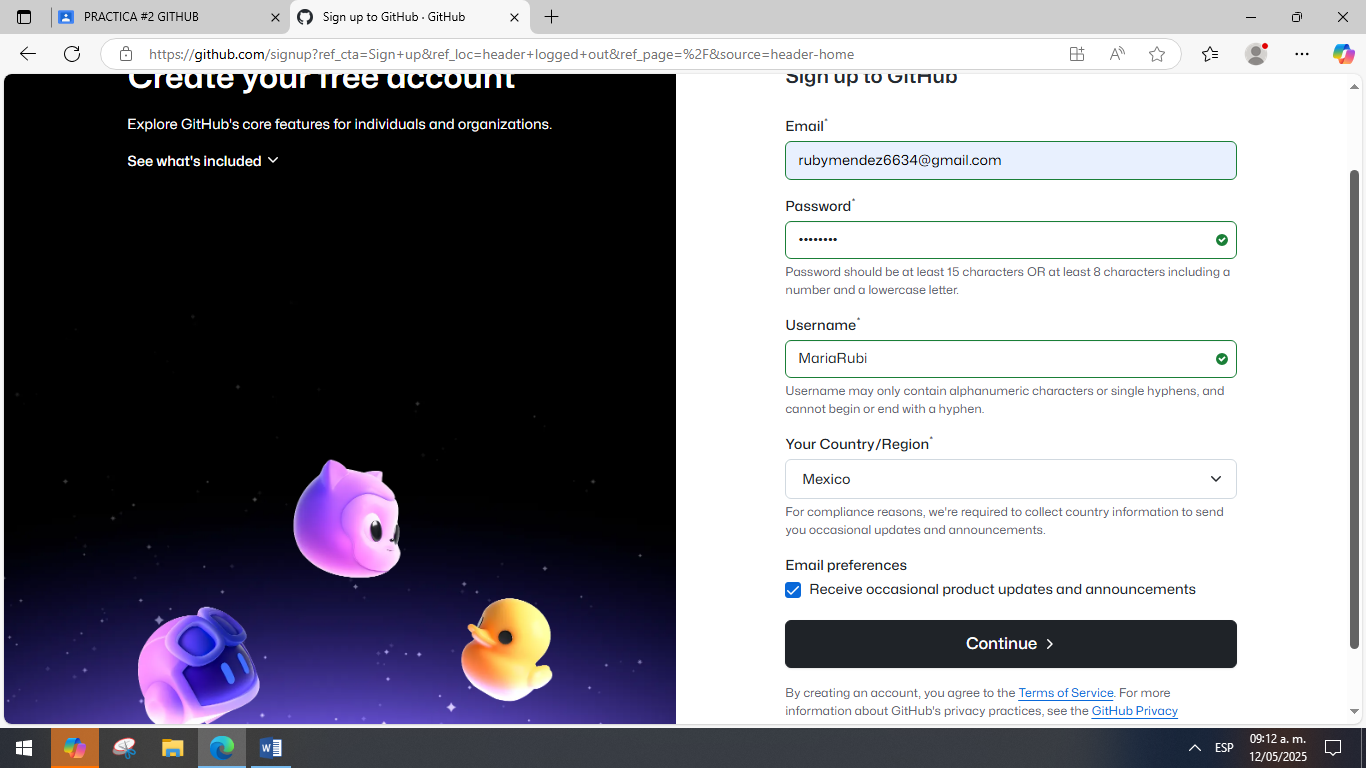 PRACTICA #2 GITHUB
Sign up to GitHub · GitHub
https://github.com/signup?ref_cta=Sign+up&ref_loc=header+logged+out&ref_page=%2F&source=header-home
Create your free account
Explore GitHub's core features for individuals and organizations.
See what's included
Sign up to GitHub
Email*
rubymendez6634@gmail.com
Password*
••••••••
Password should be at least 15 characters OR at least 8 characters including a
number and a lowercase letter.
Username*
MariaRubi
Username may only contain alphanumeric characters or single hyphens, and
cannot begin or end with a hyphen.
Your Country/Region*
Mexico
For compliance reasons, we're required to collect country information to send
you occasional updates and announcements.
Email preferences
Receive occasional product updates and announcements
Continue
By creating an account, you agree to the Terms of Service. For more
information about GitHub's privacy practices, see the GitHub Privacy
ESP
09:12 a. m.
12/05/2025